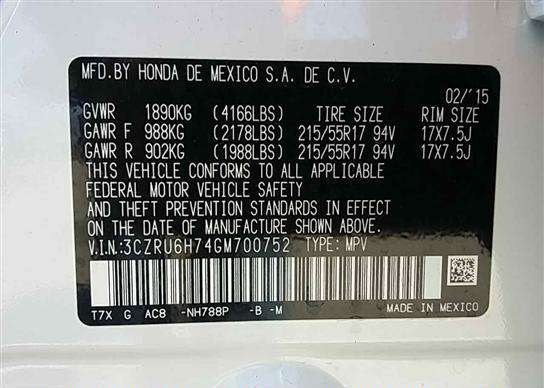 MFD.BY HONDA DE MEXICO S.A. DE C.V.
02/'15
GVWR 1890KG (4166LBS) TIRE SIZE RIM SIZE
GAWR F 988KG (2178LBS) 215/55R17 94V 17X7.5J
GAWR R 902KG (1988LBS) 215/55R17 94V 17X7.5J
THIS VEHICLE CONFORMS TO ALL APPLICABLE
FEDERAL MOTOR VEHICLE SAFETY
AND THEFT PREVENTION STANDARDS IN EFFECT
ON THE DATE OF MANUFACTURE SHOWN ABOVE.
V.I.N.:3CZRU6H74GM700752 TYPE: MPV
T7X G AC8 -NH788P -B -M MADE IN MEXICO